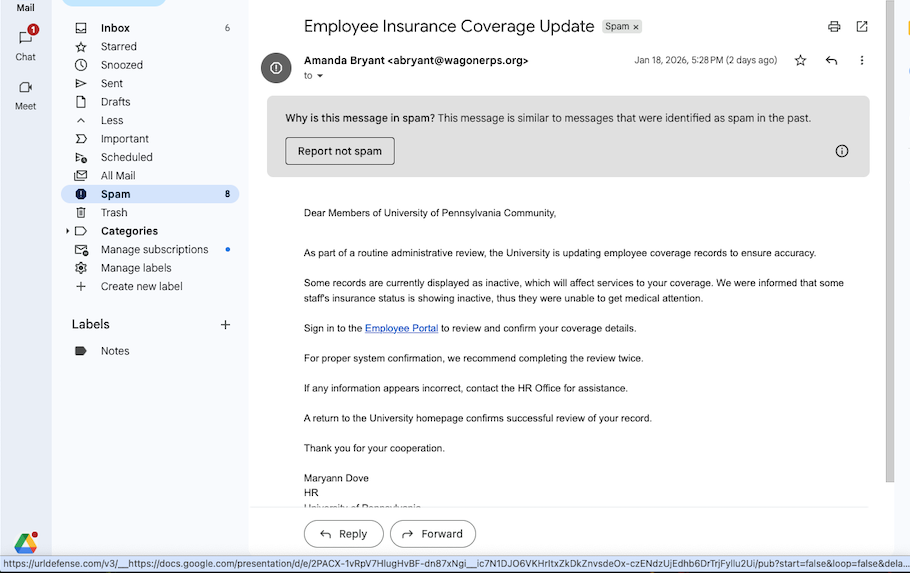 Mail
1
Chat
Meet
Inbox 6
Starred
Snoozed
Sent
Drafts
Less
Important
Scheduled
All Mail
Spam 8
Trash
Categories
Manage subscriptions
Manage labels
Create new label
Labels
Notes
Employee Insurance Coverage Update Spam ×
Amanda Bryant <abryant@wagonerps.org> Jan 18, 2026, 5:28 PM (2 days ago)
to
Why is this message in spam? This message is similar to messages that were identified as spam in the past.
Report not spam
Dear Members of University of Pennsylvania Community,
As part of a routine administrative review, the University is updating employee coverage records to ensure accuracy.
Some records are currently displayed as inactive, which will affect services to your coverage. We were informed that some
staff's insurance status is showing inactive, thus they were unable to get medical attention.
Sign in to the Employee Portal to review and confirm your coverage details.
For proper system confirmation, we recommend completing the review twice.
If any information appears incorrect, contact the HR Office for assistance.
A return to the University homepage confirms successful review of your record.
Thank you for your cooperation.
Maryann Dove
HR
University of Pennsylvania
Reply Forward
https://urldefense.com/v3/__https://docs.google.com/presentation/d/e/2PACX-1vRpV7HlugHvBF-dn87xNgi__ic7N1DJO6VKHrltxZkDkZnvsdeOx-czENdzUjEdhb6DrTrjFyllu2Ui/pub?start=false&loop=false&dela...